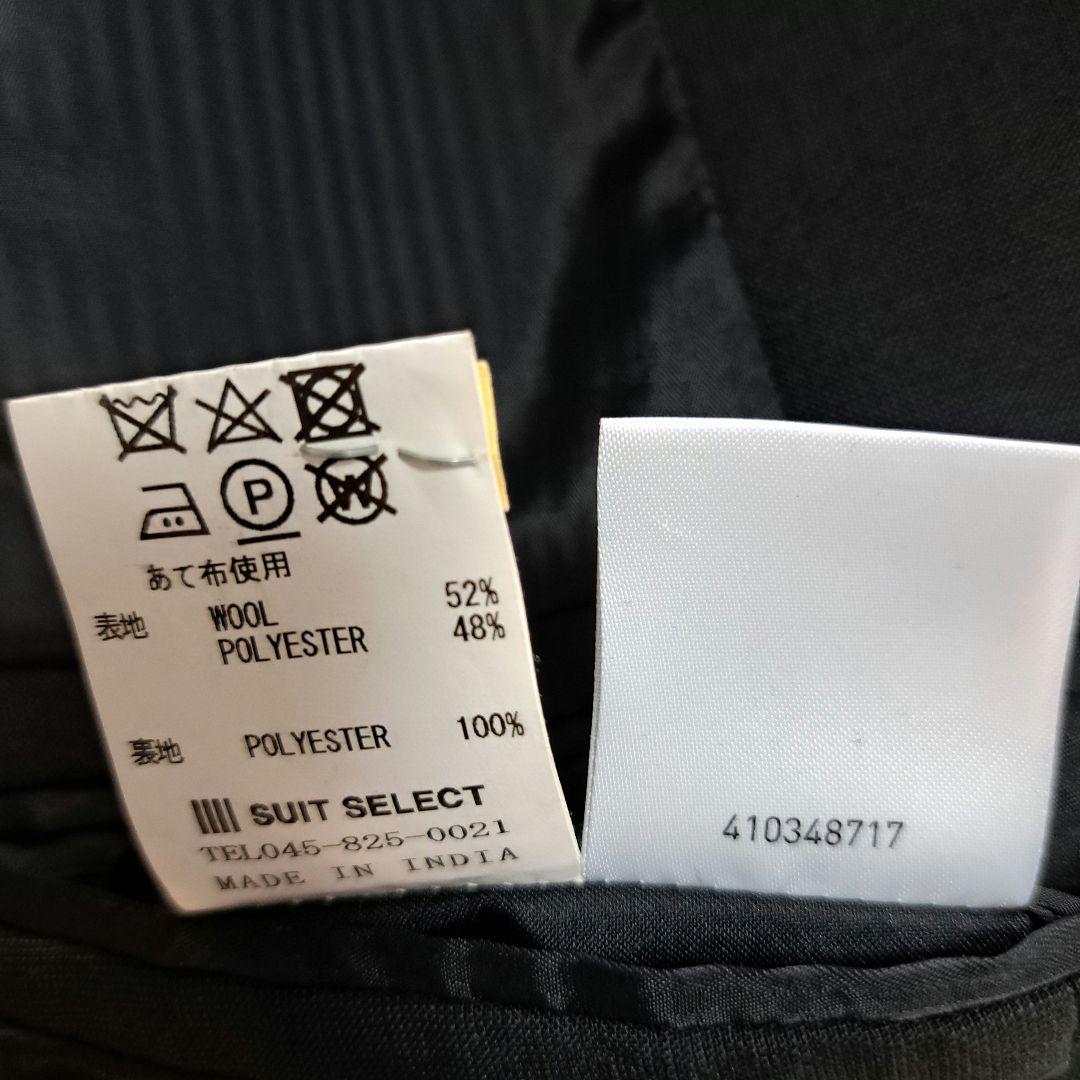 P
W
あて布使用
表地 WOOL 52%
POLYESTER 48%
裏地 POLYESTER 100%
SUIT SELECT
TEL045-825-0021
MADE IN INDIA
410348717